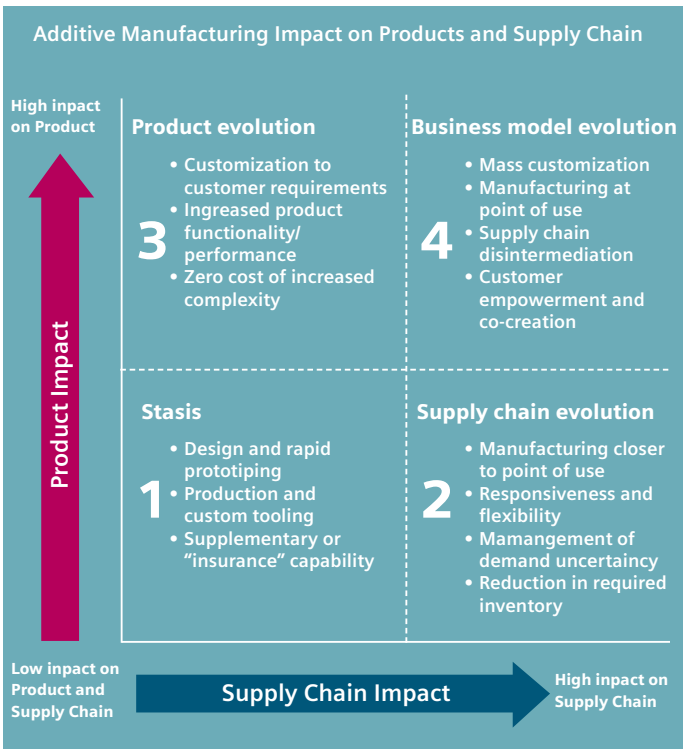 Additive Manufacturing Impact on Products and Supply Chain
High inpact
on Product
Product Impact
Product evolution
3
• Customization to
customer requirements
• Ingreased product
functionality/
performance
• Zero cost of increased
complexity
Business model evolution
4
• Mass customization
• Manufacturing at
point of use
• Supply chain
disintermediation
• Customer
empowerment and
co-creation
Stasis
1
• Design and rapid
prototiping
• Production and
custom tooling
• Supplementary or
“insurance” capability
Supply chain evolution
2
• Manufacturing closer
to point of use
• Responsiveness and
flexibility
• Mamangement of
demand uncertaincy
• Reduction in required
inventory
Low inpact on
Product and
Supply Chain
Supply Chain Impact
High inpact on
Supply Chain